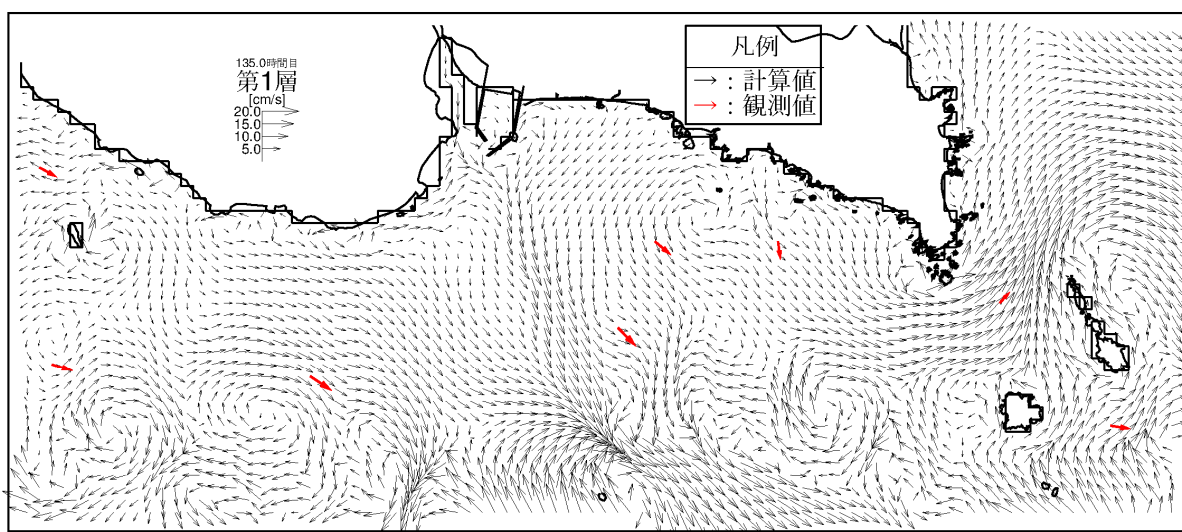 135.0時間目
第1層
[cm/s]
20.0
15.0
10.0
5.0
凡例
→ : 計算値
→ : 観測値